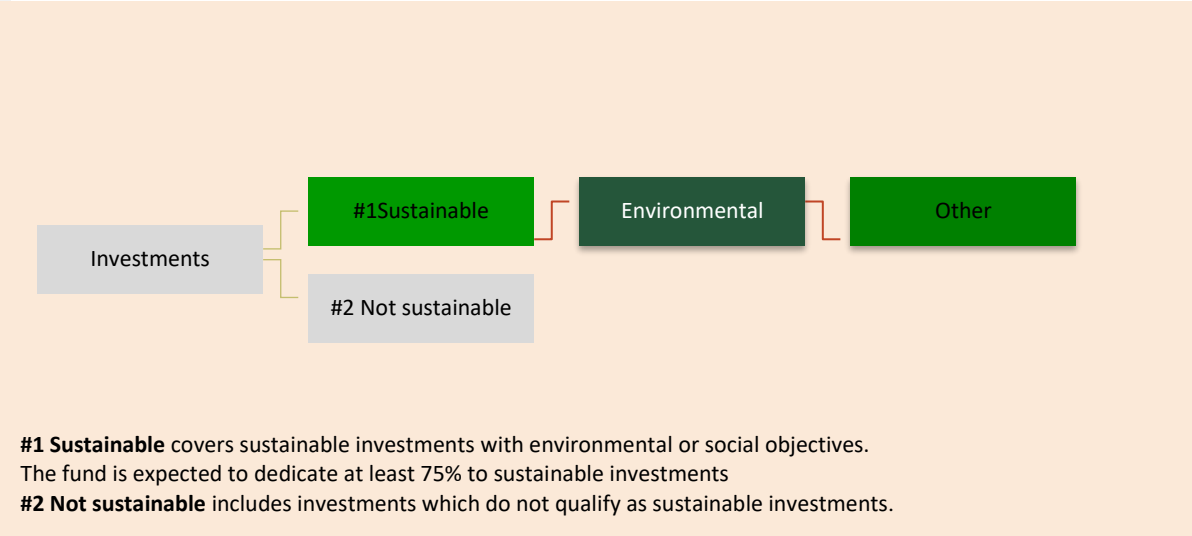 #1Sustainable
Environmental
Other
Investments
#2 Not sustainable
#1 Sustainable covers sustainable investments with environmental or social objectives.
The fund is expected to dedicate at least 75% to sustainable investments
#2 Not sustainable includes investments which do not qualify as sustainable investments.